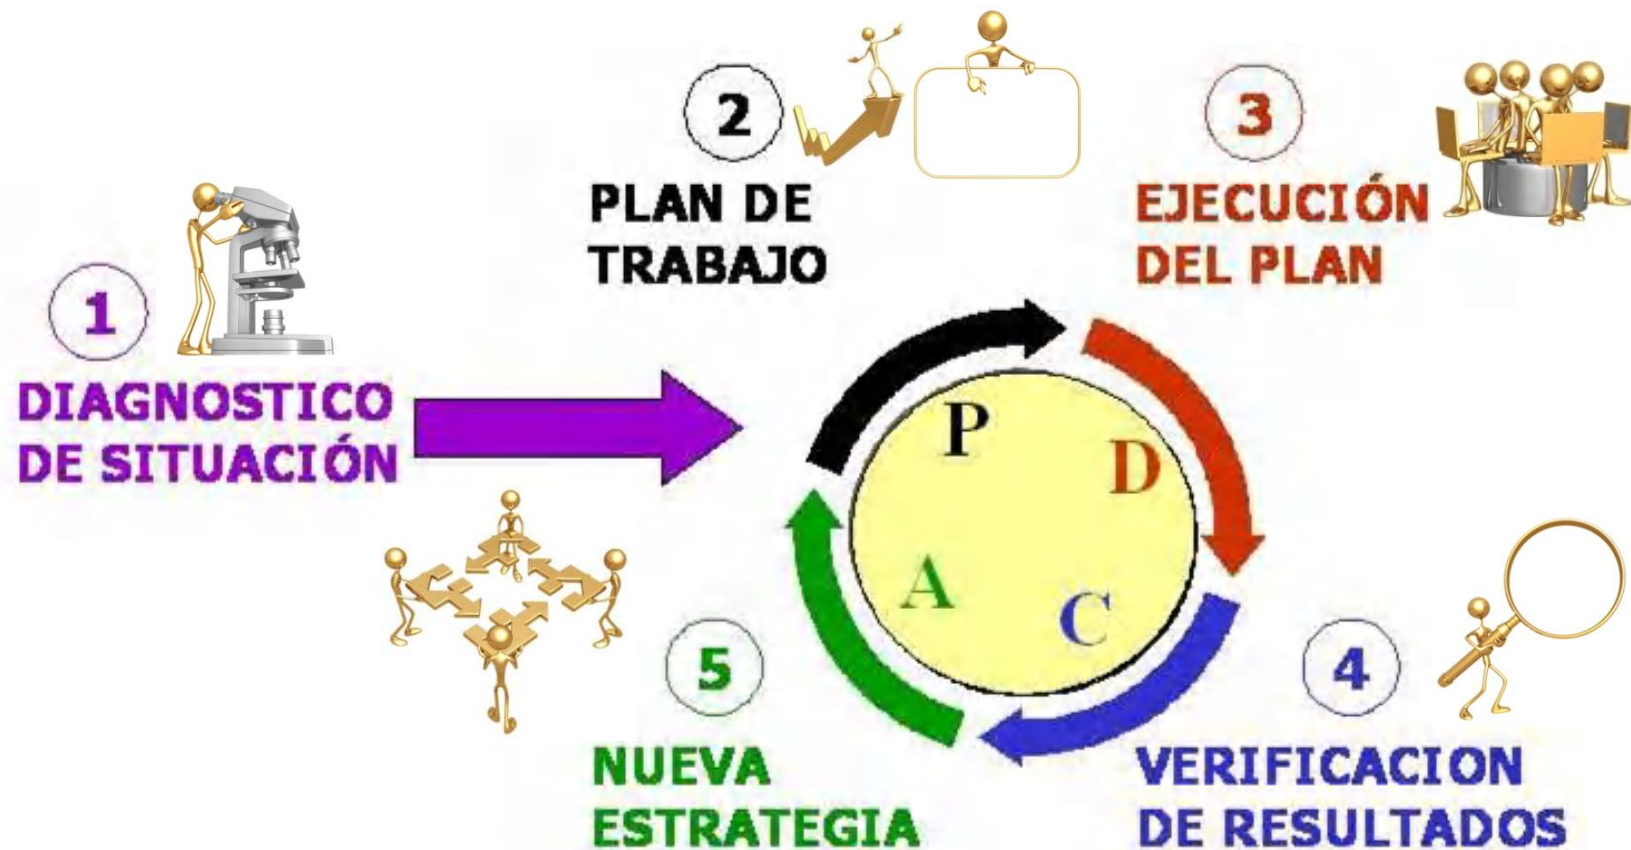 1
DIAGNOSTICO
DE SITUACIÓN
2
PLAN DE
TRABAJO
3
EJECUCIÓN
DEL PLAN
P
D
A
C
4
VERIFICACION
DE RESULTADOS
5
NUEVA
ESTRATEGIA